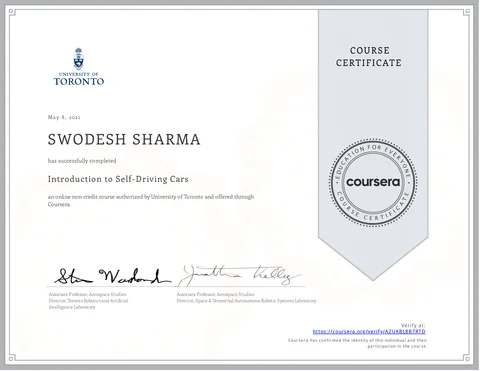 UNIVERSITY OF
TORONTO
COURSE
CERTIFICATE
May 8, 2021
SWODESH SHARMA
has successfully completed
Introduction to Self-Driving Cars
an online non-credit course authorized by University of Toronto and offered through
Coursera
EDUCATION FOR EVERYONE
coursera
COURSE CERTIFICATE
Associate Professor, Aerospace Studies
Director, Toronto Robotics and Artificial
Intelligence Laboratory
Jonathan Kelly
Associate Professor, Aerospace Studies
Director, Space & Terrestrial Autonomous Robotic Systems Laboratory
Verify at:
https://coursera.org/verify/
Coursera has confirmed the identity of this individual and their
participation in the course.